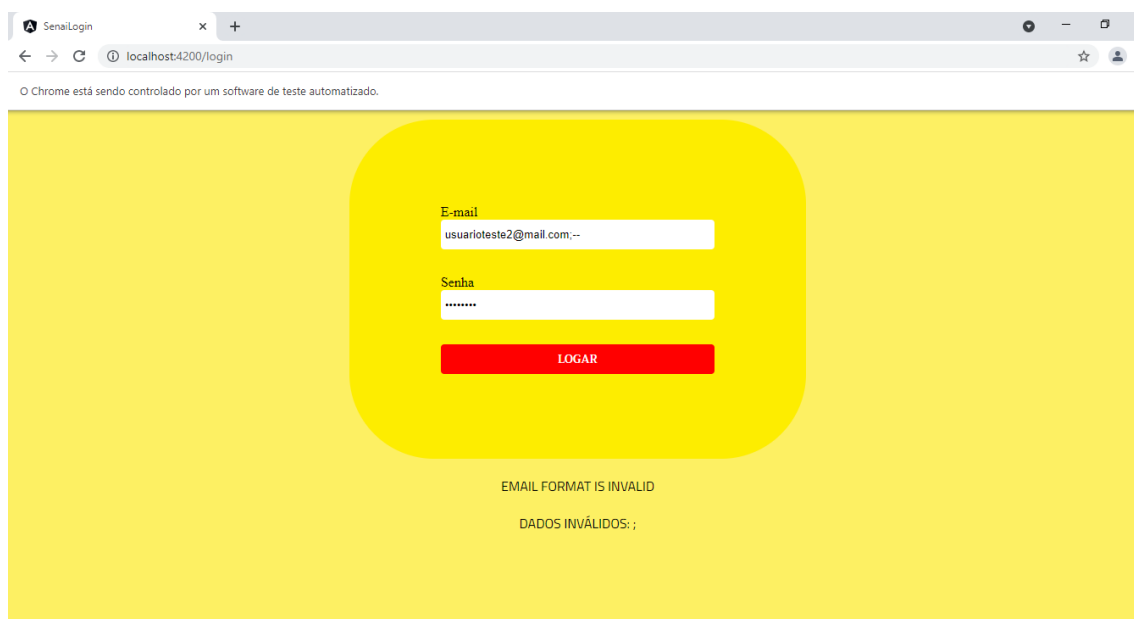 SenaiLogin
localhost:4200/login
O Chrome está sendo controlado por um software de teste automatizado.
E-mail
usuarioteste2@mail.com;--
Senha
••••••••
LOGAR
EMAIL FORMAT IS INVALID
DADOS INVÁLIDOS: ;